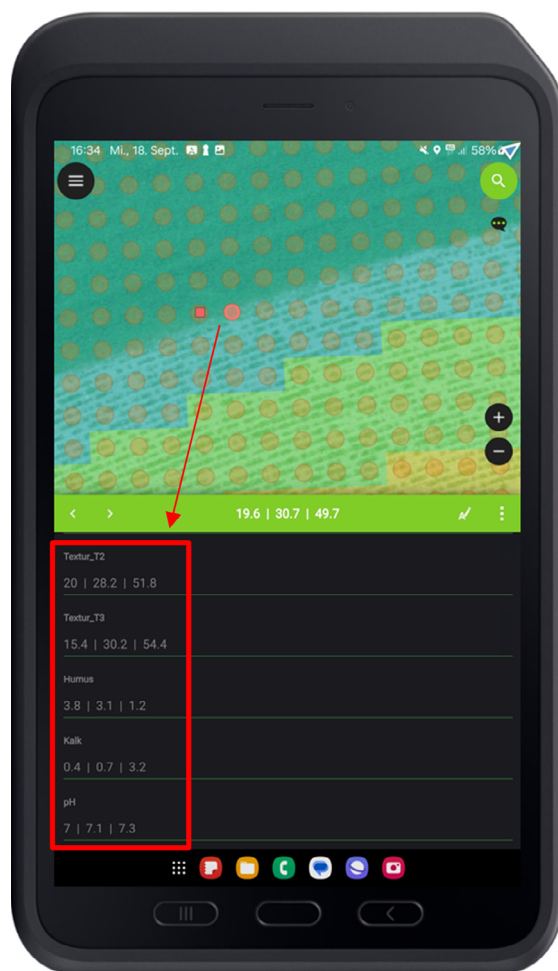 16:34 Mi., 18. Sept.
58%
19.6 | 30.7 | 49.7
Textur_T2
20 | 28.2 | 51.8
Textur_T3
15.4 | 30.2 | 54.4
Humus
3.8 | 3.1 | 1.2
Kalk
0.4 | 0.7 | 3.2
pH
7 | 7.1 | 7.3